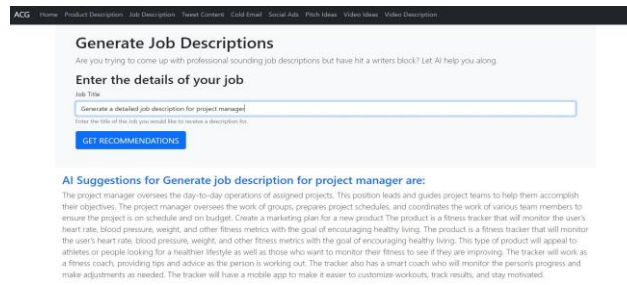 ACG Home Product Description Job Description Tweet Content Cold Email Social Ads Pitch Ideas Video Ideas Video Description
Generate Job Descriptions
Are you trying to come up with professional sounding job descriptions but have hit a writers block? Let AI help you along.
Enter the details of your job
Job Title
Generate a detailed job description for project manager
Enter the title of the job you would like to receive a description for.
GET RECOMMENDATIONS
AI Suggestions for Generate job description for project manager are:
The project manager oversees the day-to-day operations of assigned projects. This position leads and guides project teams to help them accomplish
their objectives. The project manager oversees the work of groups, prepares project schedules, and coordinates the work of various team members to
ensure the project is on schedule and on budget. Create a marketing plan for a new product The product is a fitness tracker that will monitor the user's
heart rate, blood pressure, weight, and other fitness metrics with the goal of encouraging healthy living. The product is a fitness tracker that will monitor
the user's heart rate, blood pressure, weight, and other fitness metrics with the goal of encouraging healthy living. This type of product will appeal to
athletes or people looking for a healthier lifestyle as well as those who want to monitor their fitness to see if they are improving. The tracker will work as
a fitness coach, providing tips and advice as the person is working out. The tracker also has a smart coach who will monitor the person's progress and
make adjustments as needed. The tracker will have a mobile app to make it easier to customize workouts, track results, and stay motivated.